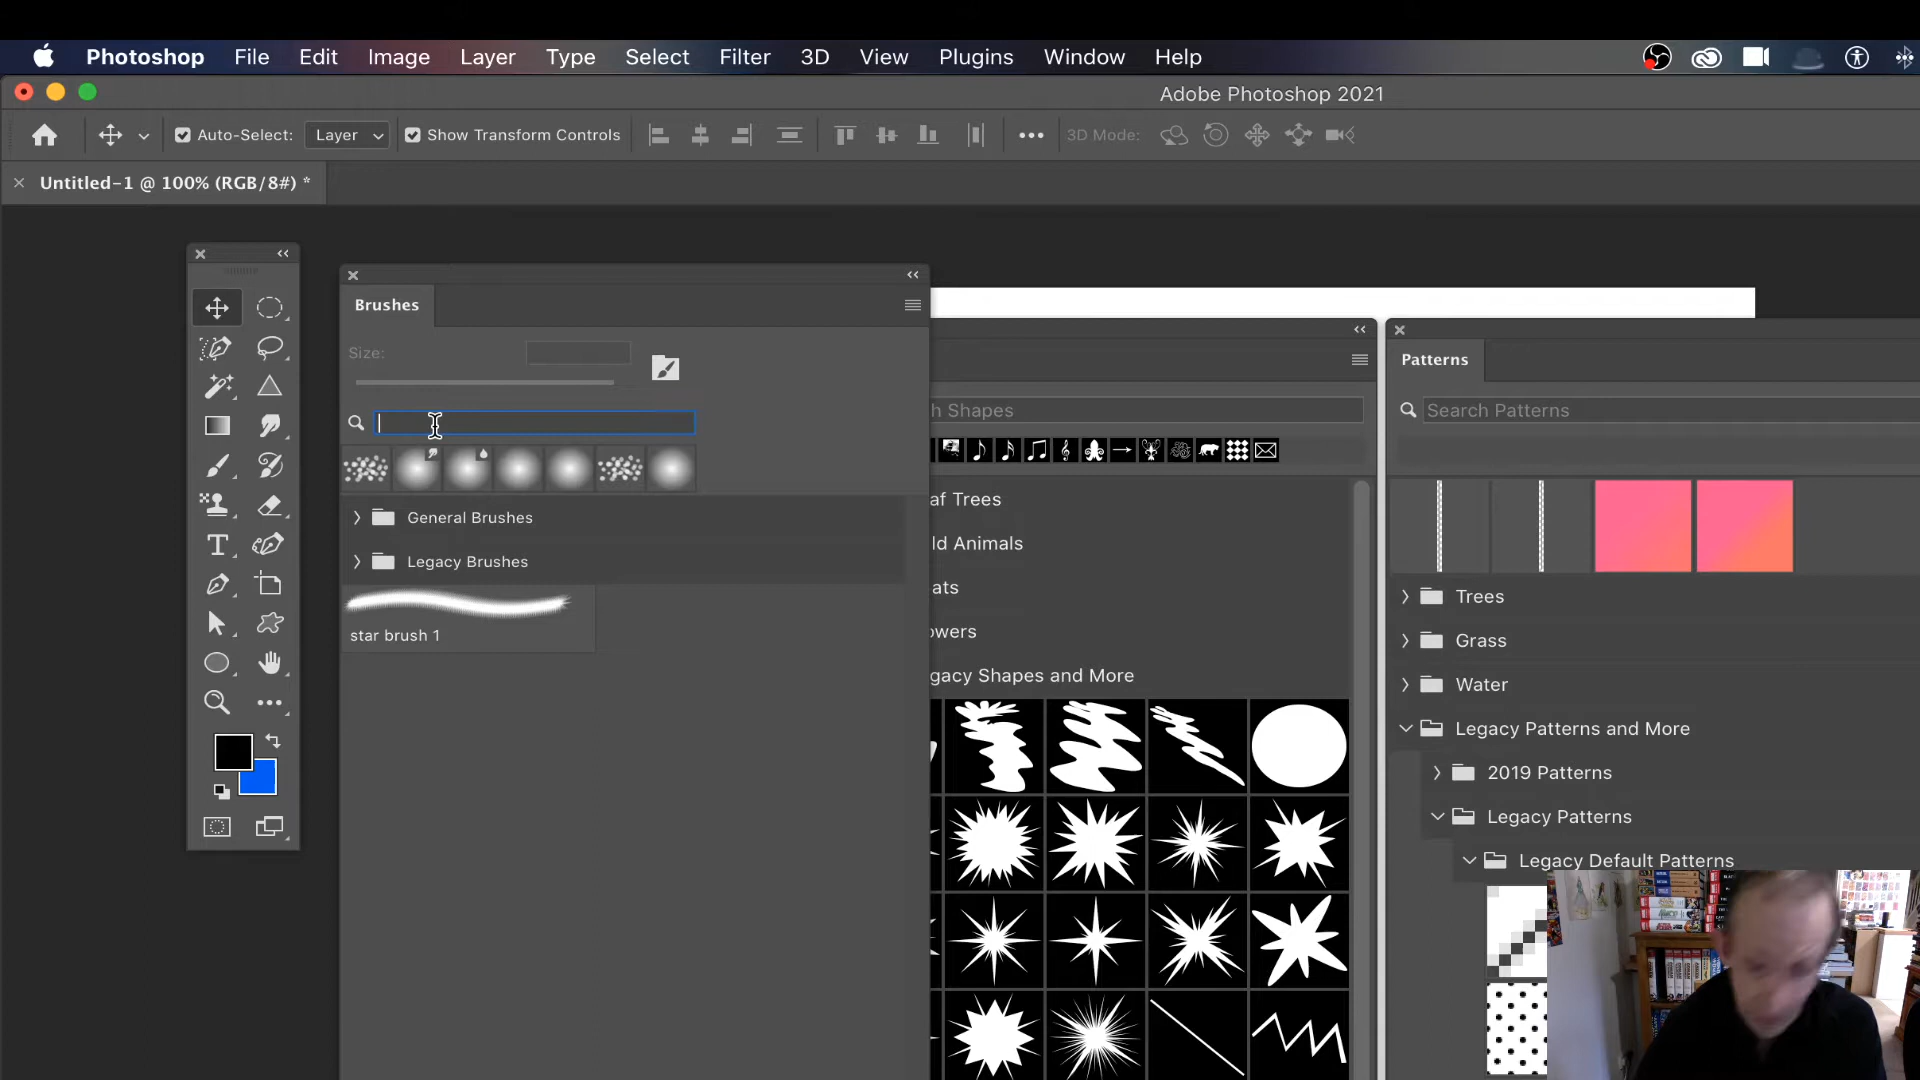 Photoshop File Edit Image Layer Type Select Filter 3D View Plugins Window Help
Adobe Photoshop 2021
Auto-Select: Layer Show Transform Controls 3D Mode:
Untitled-1 @ 100% (RGB/8#) *
Brushes
Size:
General Brushes
Legacy Brushes
star brush 1
h Shapes
af Trees
ld Animals
ats
owers
gacy Shapes and More
Patterns
Search Patterns
Trees
Grass
Water
Legacy Patterns and More
2019 Patterns
Legacy Patterns
Legacy Default Patterns